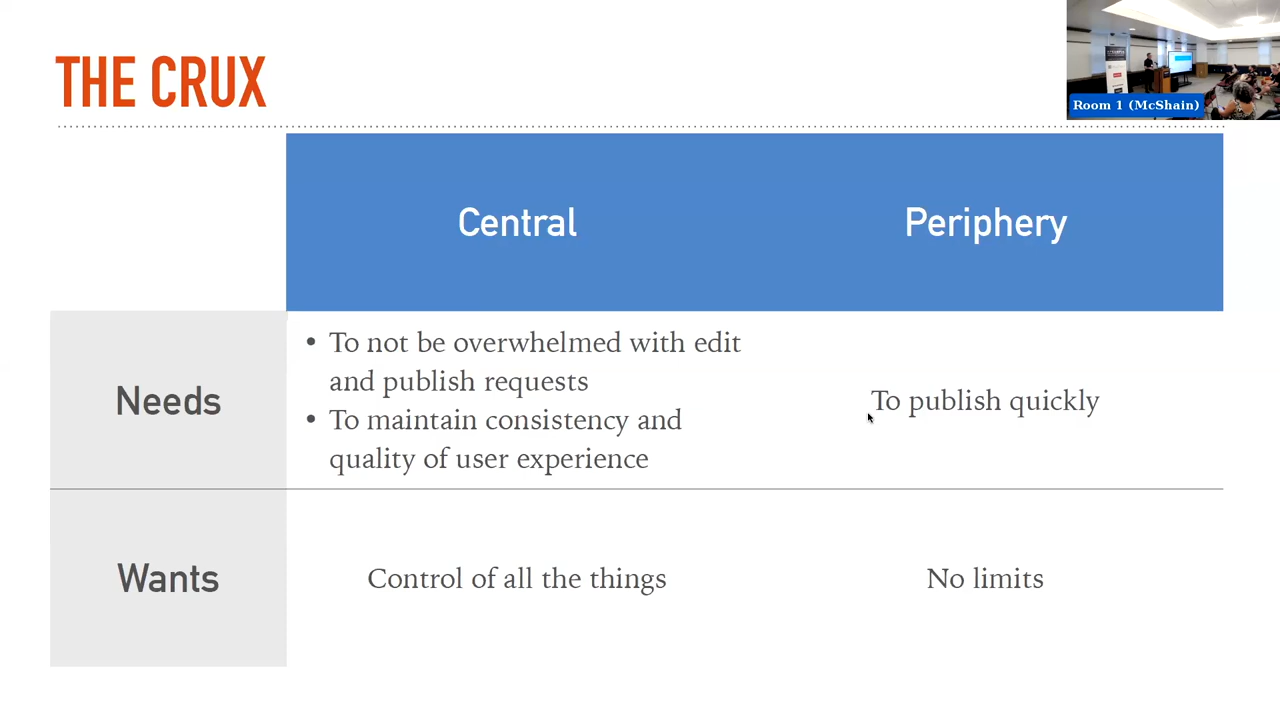 THE CRUX
Room 1 (McShain)
Central
Periphery
Needs
• To not be overwhelmed with edit
and publish requests
• To maintain consistency and
quality of user experience
To publish quickly
Wants
Control of all the things
No limits